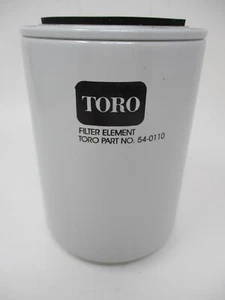 TORO
FILTER ELEMENT
TORO PART NO. 54-0110